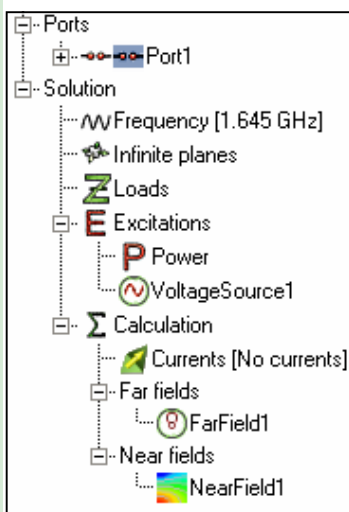 Ports
Port1
Solution
Frequency [1.645 GHz]
Infinite planes
Loads
Excitations
Power
VoltageSource1
Calculation
Currents [No currents]
Far fields
FarField1
Near fields
NearField1